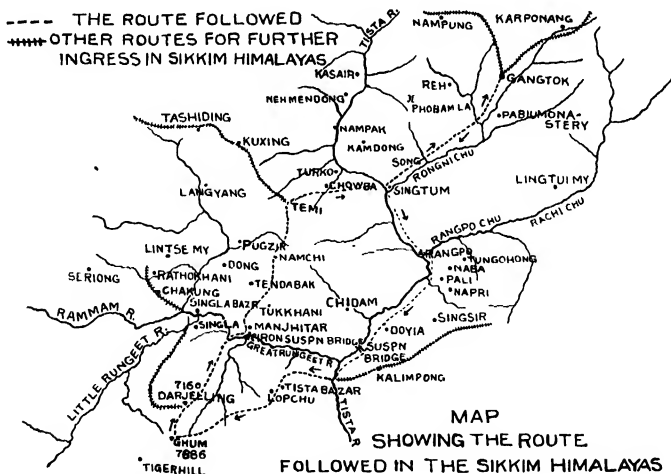 THE ROUTE FOLLOWED
OTHER ROUTES FOR FURTHER
INGRESS IN SIKKIM HIMALAYAS
TISTA R.
NAMPUNG
KARPONANG
KASAIR
REH
GANGTOK
NEHMENDONG
PHOBAM LA
PABIUMONA-
STERY
TASHIDING
NAMPAK
KUXING
KAMDONG
SONG
RONGNI CHU
TURKO
CHOWBA
SINGTUM
LINGTUI MY
LANGYANG
TEMI
RANGPO CHU
RACHI CHU
PUGZIR
LINTSE MY
NAMCHI
RANGPO
TUNGOHONG
DONG
NABA
SERIONG
RATHOKHANI
PALI
TENDABAK
NAPRI
CHAKUNG
CHIDAM
SINGLA BAZR
TUKKHANI
SINGSIR
RAMMAM R.
SINGLA
MANJHITAR
DOYIA
IRON SUSPN BRIDGE
SUSPN
BRIDGE
GREAT RUNGEET R.
LITTLE RUNGEET R.
KALIMPONG
7160
DARJEELING
TISTA BAZAR
LOPCHU
TISTA R.
GHUM
7886
TIGERHILL
MAP
SHOWING THE ROUTE
FOLLOWED IN THE SIKKIM HIMALAYAS